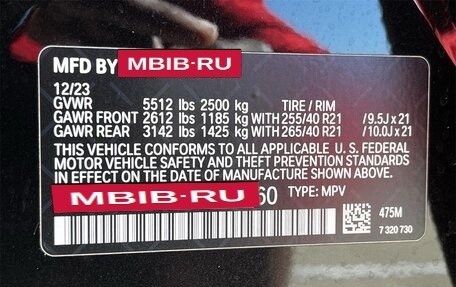 MFD BY MBIB-RU
12/23
GVWR 5512 lbs 2500 kg TIRE / RIM
GAWR FRONT 2612 lbs 1185 kg WITH 255/40 R21 / 9.5J x 21
GAWR REAR 3142 lbs 1425 kg WITH 265/40 R21 / 10.0J x 21
THIS VEHICLE CONFORMS TO ALL APPLICABLE U.S. FEDERAL
MOTOR VEHICLE SAFETY AND THEFT PREVENTION STANDARDS
IN EFFECT ON THE DATE OF MANUFACTURE SHOWN ABOVE.
MBIB-RU 60 TYPE: MPV
475M
7 320 730